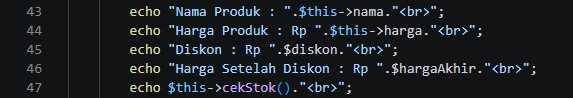 43 echo "Nama Produk : ".$this->nama."<br>";
44 echo "Harga Produk : Rp ".$this->harga."<br>";
45 echo "Diskon : Rp ".$diskon."<br>";
46 echo "Harga Setelah Diskon : Rp ".$hargaAkhir."<br>";
47 echo $this->cekStok()."<br>";